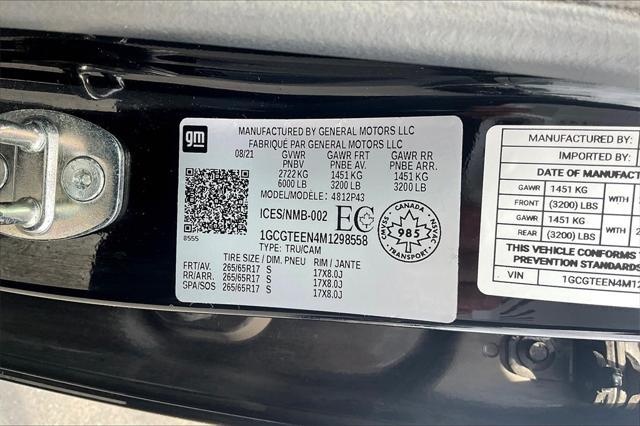 gm
MANUFACTURED BY GENERAL MOTORS LLC
FABRIQUÉ PAR GENERAL MOTORS LLC
08/21 GVWR GAWR FRT GAWR RR
PNBV PNBE AV. PNBE ARR.
2722 KG 1451 KG 1451 KG
6000 LB 3200 LB 3200 LB
MODEL/MODÈLE: 4812P43
ICES/NMB-002 EC
CANADA
NSC 985 GCC
TRANSPORT
8555
1GCGTEEN4M1298558
TYPE: TRU/CAM
TIRE SIZE / DIM. PNEU RIM / JANTE
FRT/AV. 265/65R17 S 17X8.0J
RR/ARR. 265/65R17 S 17X8.0J
SPA/SOS 265/65R17 S 17X8.0J
MANUFACTURED BY:
IMPORTED BY:
DATE OF MANUFACT
GAWR 1451 KG WITH
FRONT (3200) LBS
GAWR 1451 KG WITH
REAR (3200) LBS
THIS VEHICLE CONFORMS
PREVENTION STANDARDS
VIN 1GCGTEEN4M12